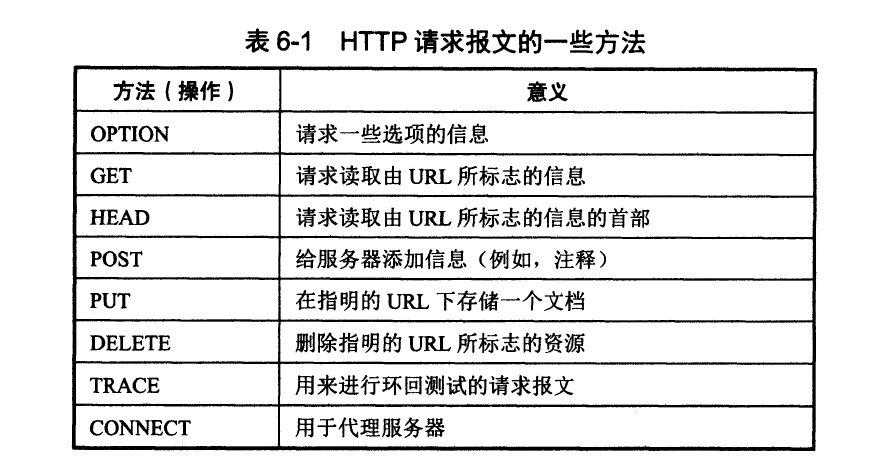 表 6-1 HTTP 请求报文的一些方法
方法（操作） 意义
OPTION 请求一些选项的信息
GET 请求读取由 URL 所标志的信息
HEAD 请求读取由 URL 所标志的信息的首部
POST 给服务器添加信息（例如，注释）
PUT 在指明的 URL 下存储一个文档
DELETE 删除指明的 URL 所标志的资源
TRACE 用来进行环回测试的请求报文
CONNECT 用于代理服务器